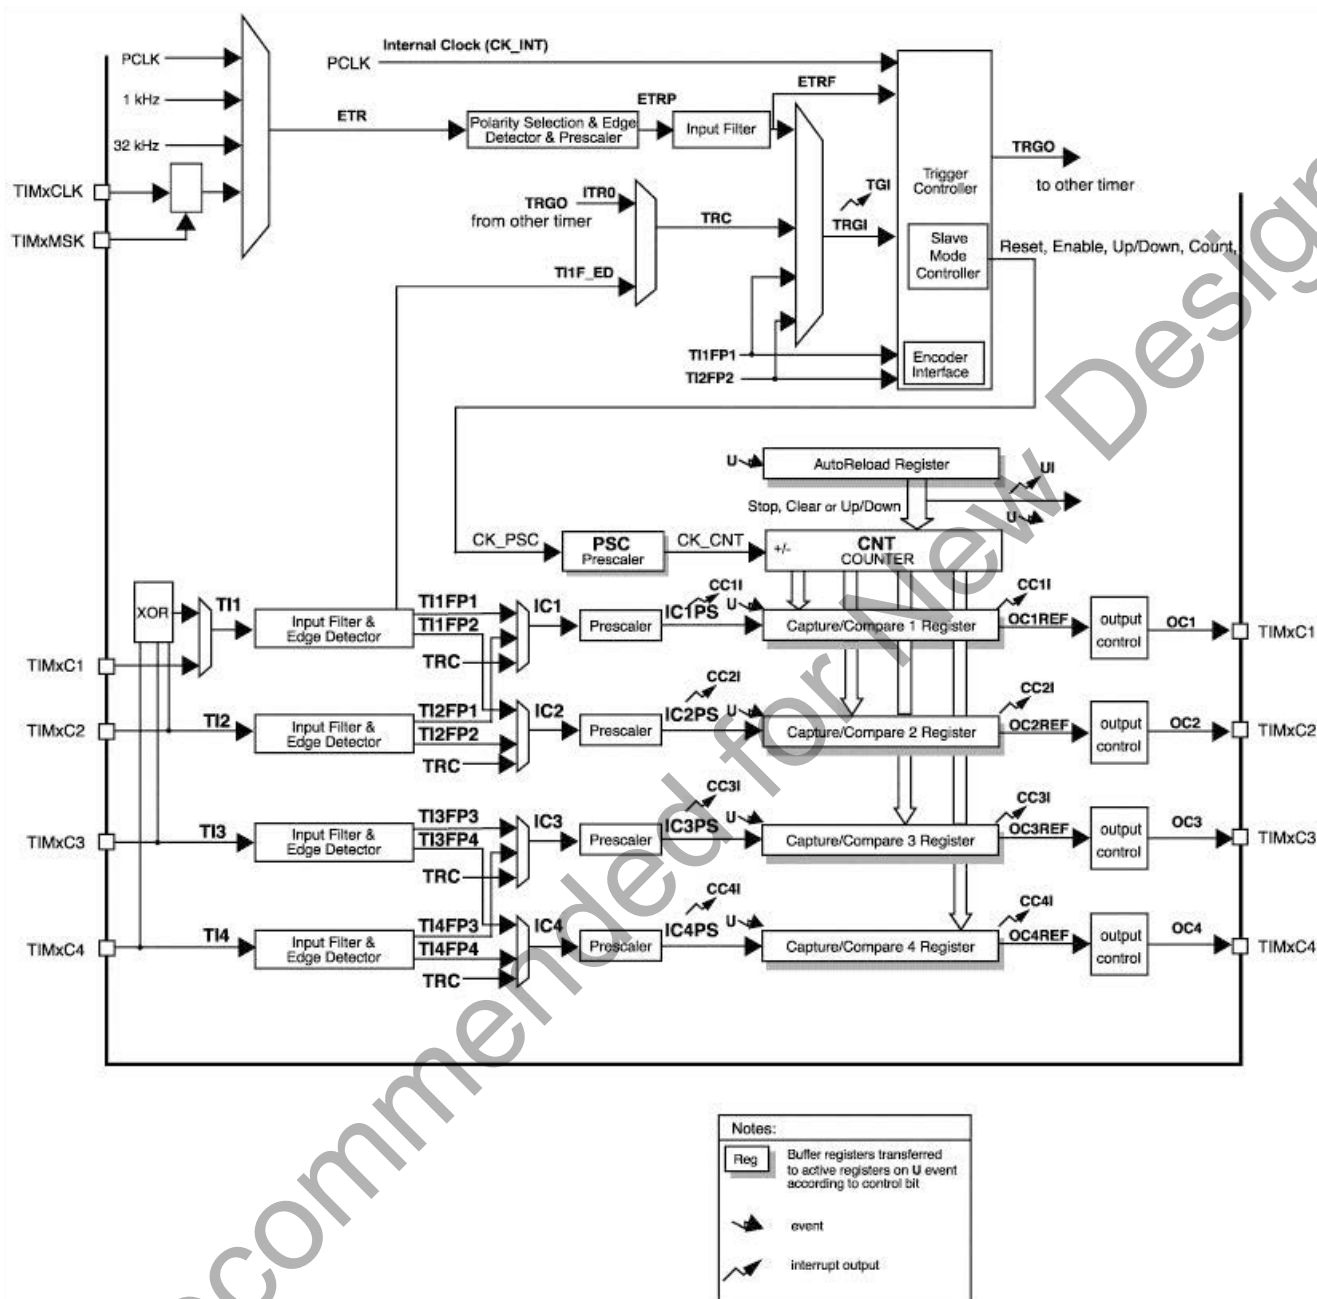 Internal Clock (CK_INT)
PCLK
PCLK
1 kHz
32 kHz
TIMxCLK
TIMxMSK
ETR
Polarity Selection & Edge
Detector & Prescaler
ETRP
Input Filter
ETRF
TRGO
from other timer
ITR0
TRC
TI1F_ED
TGI
TRGI
Trigger
Controller
TRGO
to other timer
Slave
Mode
Controller
Reset, Enable, Up/Down, Count,
TI1FP1
TI2FP2
Encoder
Interface
U
AutoReload Register
UI
Stop, Clear or Up/Down
U
CK_PSC
PSC
Prescaler
CK_CNT
+/-
CNT
COUNTER
XOR
TI1
Input Filter &
Edge Detector
TI1FP1
TI1FP2
TRC
IC1
Prescaler
CC1I
IC1PS
U
Capture/Compare 1 Register
CC1I
OC1REF
output
control
OC1
TIMxC1
TIMxC1
TIMxC2
TI2
Input Filter &
Edge Detector
TI2FP1
TI2FP2
TRC
IC2
Prescaler
CC2I
IC2PS
U
Capture/Compare 2 Register
CC2I
OC2REF
output
control
OC2
TIMxC2
TIMxC3
TI3
Input Filter &
Edge Detector
TI3FP3
TI3FP4
TRC
IC3
Prescaler
CC3I
IC3PS
U
Capture/Compare 3 Register
CC3I
OC3REF
output
control
OC3
TIMxC3
TIMxC4
TI4
Input Filter &
Edge Detector
TI4FP3
TI4FP4
TRC
IC4
Prescaler
CC4I
IC4PS
U
Capture/Compare 4 Register
CC4I
OC4REF
output
control
OC4
TIMxC4
Notes:
Reg
Buffer registers transferred
to active registers on U event
according to control bit
event
interrupt output
commended for New Design